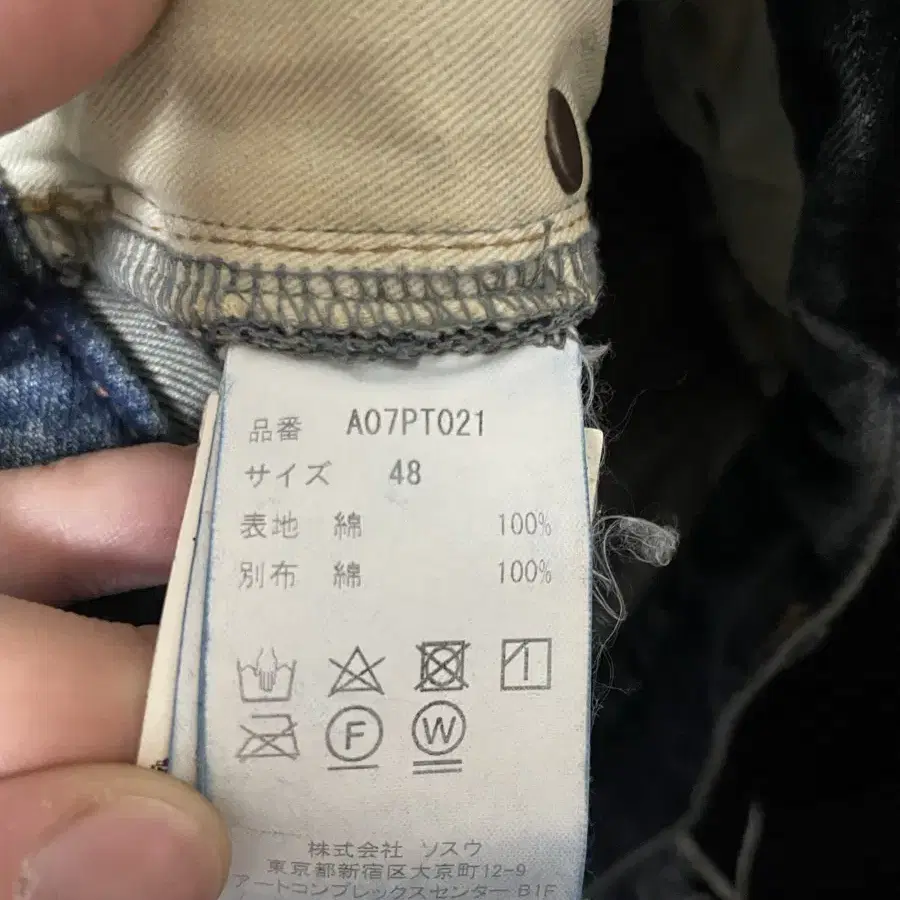 品番 A07PT021
サイズ 48
表地 綿 100%
別布 綿 100%
F W
株式会社 ソスウ
東京都新宿区大京町12-9
アートコンプレックスセンター B1F